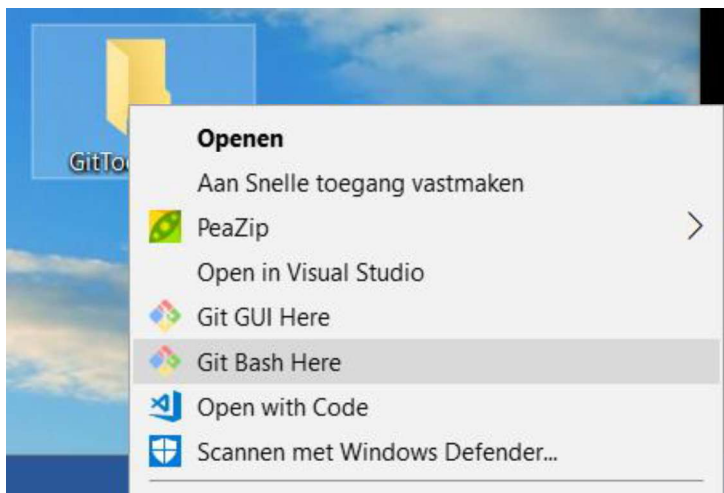 GitTo
Openen
Aan Snelle toegang vastmaken
PeaZip
Open in Visual Studio
Git GUI Here
Git Bash Here
Open with Code
Scannen met Windows Defender...